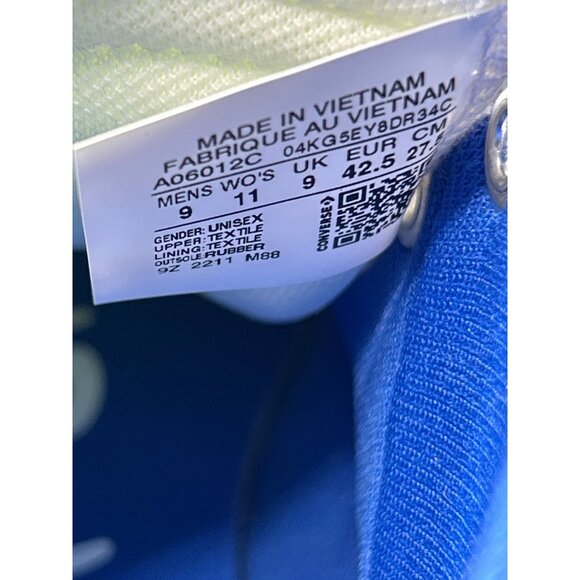 MADE IN VIETNAM
FABRIQUE AU VIETNAM
A06012C 04KG5EY8DR34C
MENS WO'S UK EUR CM
9 11 9 42.5 27.
GENDER: UNISEX
UPPER: TEXTILE
LINING: TEXTILE
OUTSOLE: RUBBER
9Z 2211 M88
CONVERSE